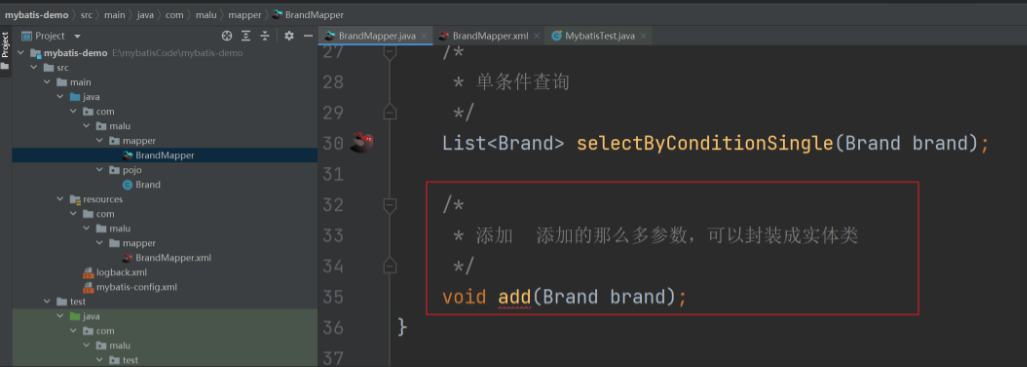 mybatis-demo 〉 src 〉 main 〉 java 〉 com 〉 malu 〉 mapper 〉 BrandMapper
Project
Project
BrandMapper.java
BrandMapper.xml
MybatisTest.java
mybatis-demo E:\mybatisCode\mybatis-demo
src
main
java
com
malu
mapper
BrandMapper
pojo
Brand
resources
com
malu
mapper
BrandMapper.xml
logback.xml
mybatis-config.xml
test
java
com
malu
test
27 /*
28 * 单条件查询
29 */
30 List<Brand> selectByConditionSingle(Brand brand);
31
32 /*
33 * 添加 添加的那么多参数，可以封装成实体类
34 */
35 void add(Brand brand);
36 }
37